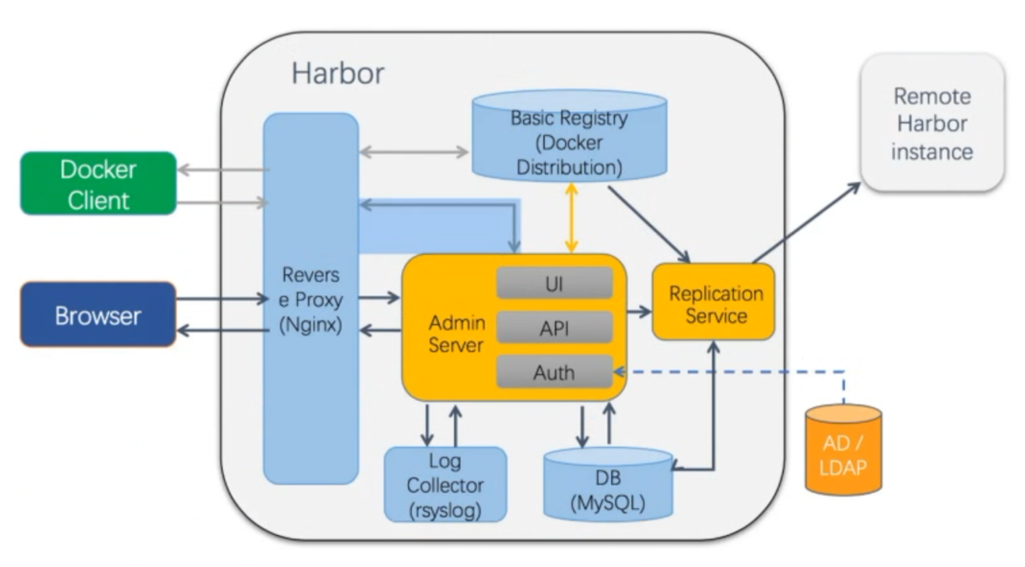 Harbor
Remote
Harbor
instance
Basic Registry
(Docker
Distribution)
Docker
Client
Revers
e Proxy
(Nginx)
Browser
UI
Admin
Server
API
Auth
Replication
Service
AD /
LDAP
Log
Collector
(rsyslog)
DB
(MySQL)